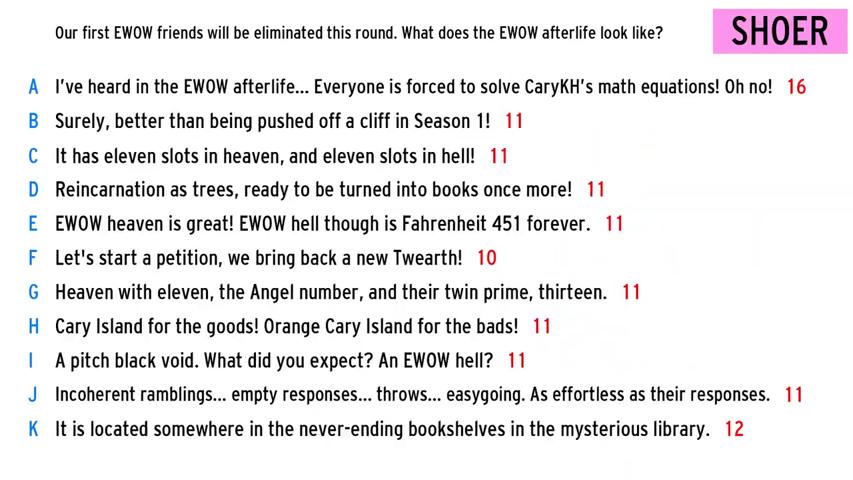 Our first EWOW friends will be eliminated this round. What does the EWOW afterlife look like?
SHOER
A I've heard in the EWOW afterlife... Everyone is forced to solve CaryKH's math equations! Oh no! 16
B Surely, better than being pushed off a cliff in Season 1! 11
C It has eleven slots in heaven, and eleven slots in hell! 11
D Reincarnation as trees, ready to be turned into books once more! 11
E EWOW heaven is great! EWOW hell though is Fahrenheit 451 forever. 11
F Let's start a petition, we bring back a new Twearth! 10
G Heaven with eleven, the Angel number, and their twin prime, thirteen. 11
H Cary Island for the goods! Orange Cary Island for the bads! 11
I A pitch black void. What did you expect? An EWOW hell? 11
J Incoherent ramblings... empty responses... throws... easygoing. As effortless as their responses. 11
K It is located somewhere in the never-ending bookshelves in the mysterious library. 12